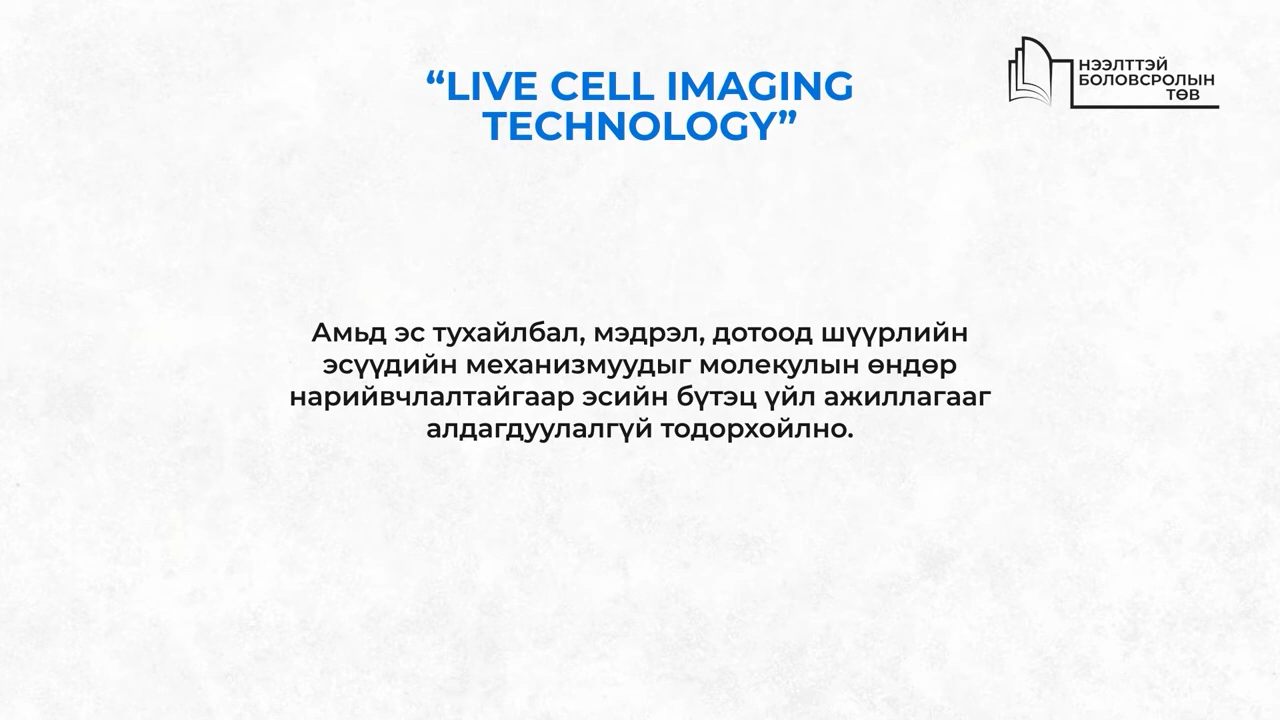 “LIVE CELL IMAGING
TECHNOLOGY”
НЭЭЛТТЭЙ
БОЛОВСРОЛЫН
ТӨВ
Амьд эс тухайлбал, мэдрэл, дотоод шүүрлийн
эсүүдийн механизмуудыг молекулын өндөр
нарийвчлалтайгаар эсийн бүтэц үйл ажиллагааг
алдагдуулалгүй тодорхойлно.